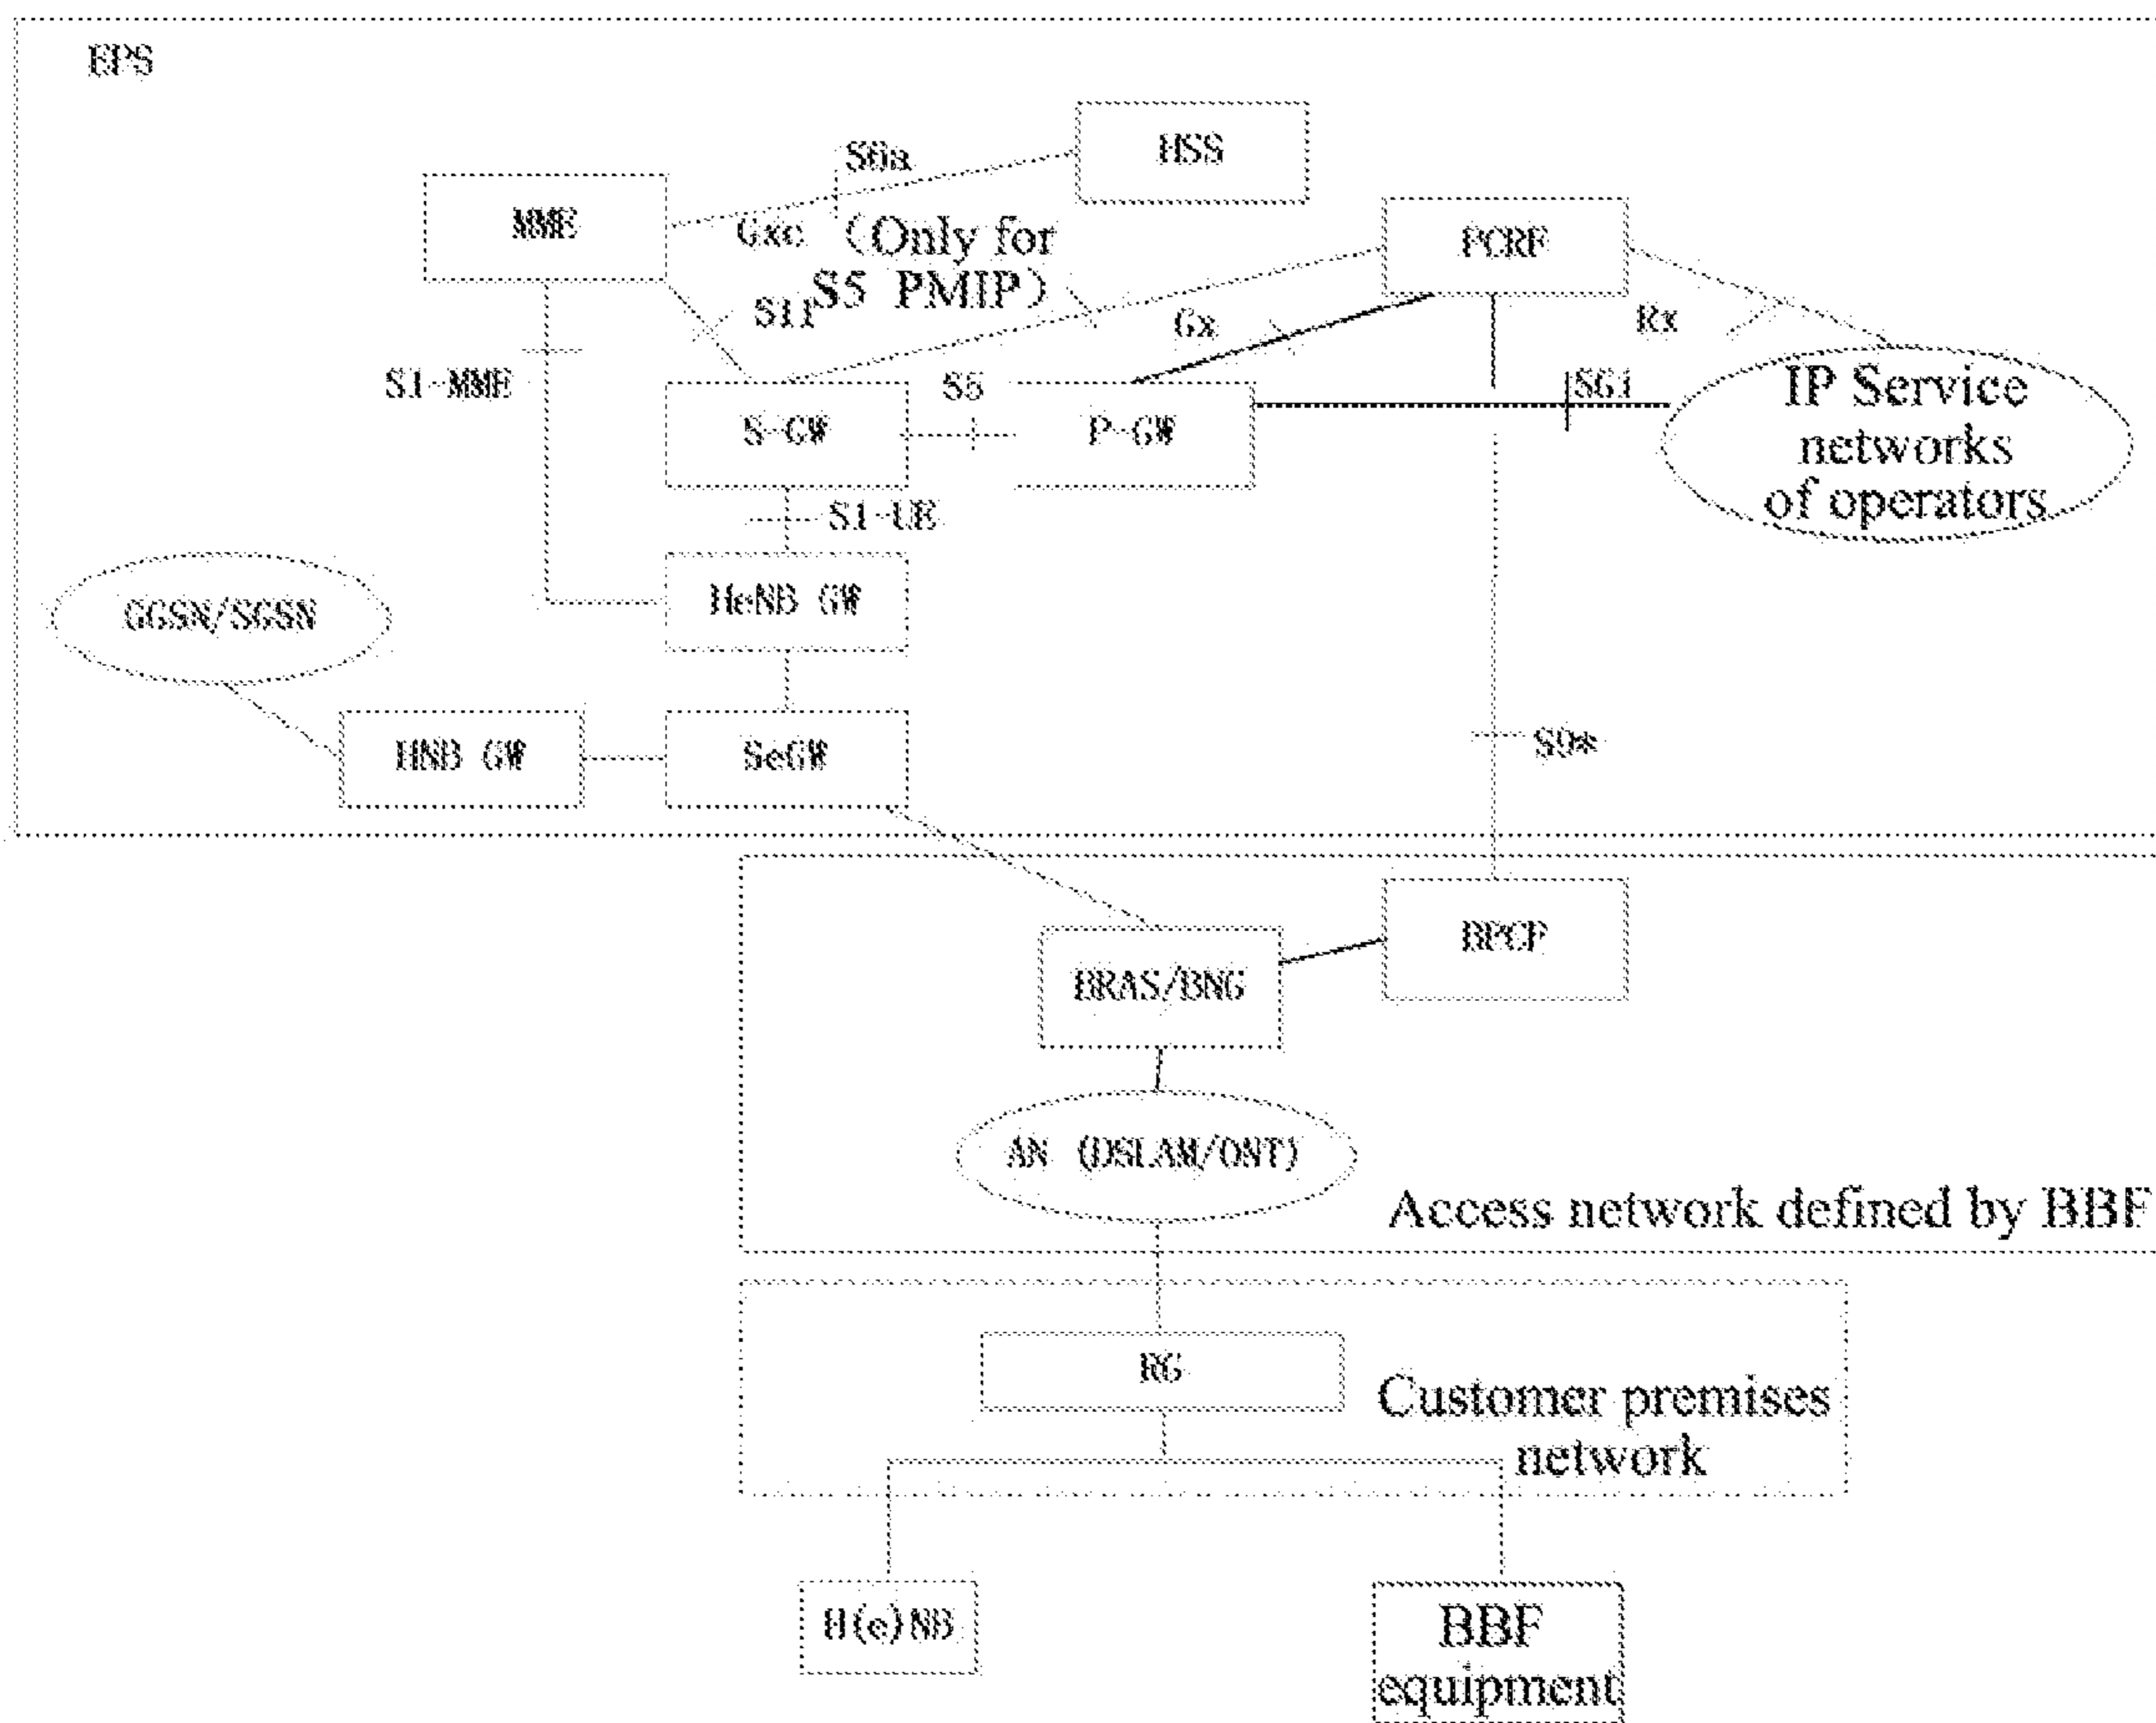 EPS
HSS
S6a
MME
Gxc (Only for
S5 PMIP)
PCRF
S11
Gx
Rx
S1-MME
S5
SGi
IP Service
networks
of operators
S-GW
P-GW
S1-UE
GGSN/SGSN
HeNB GW
HNB GW
SeGW
S9*
BPCF
BRAS/BNG
AN (DSLAM/ONT)
Access network defined by BBF
RG
Customer premises
network
H(e)NB
BBF
equipment